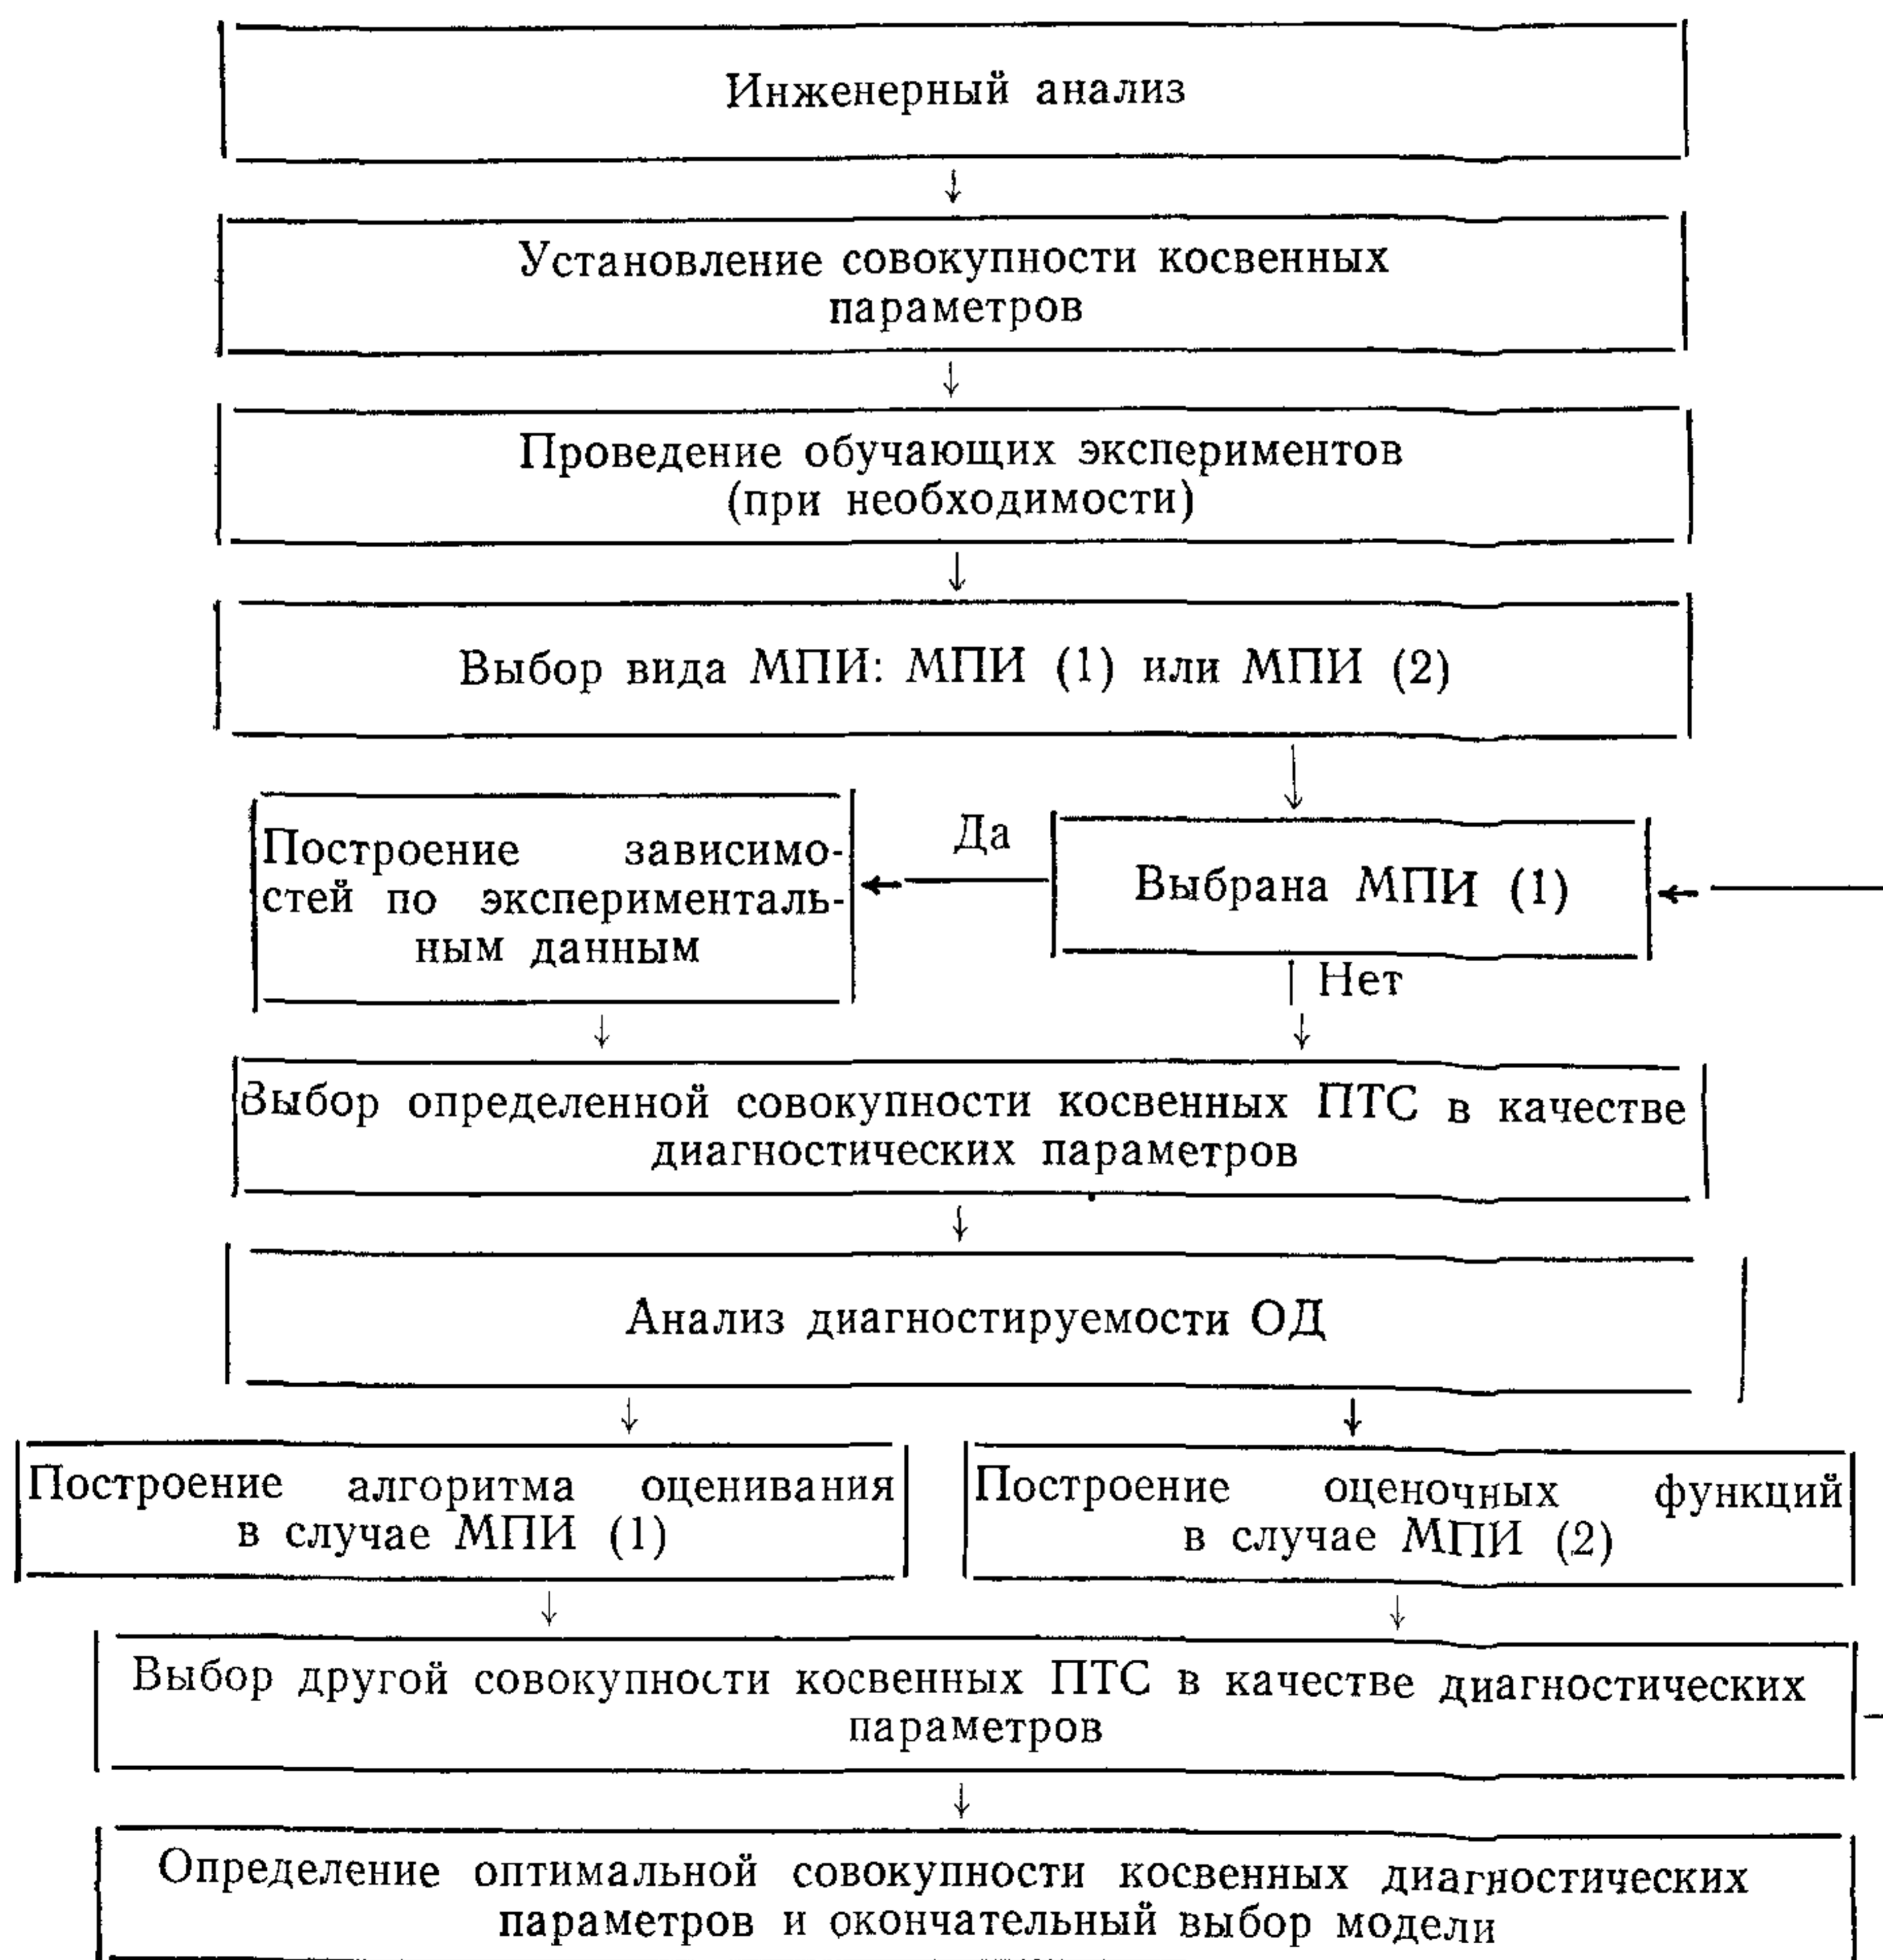 Инженерный анализ
Установление совокупности косвенных
параметров
Проведение обучающих экспериментов
(при необходимости)
Выбор вида МПИ: МПИ (1) или МПИ (2)
Построение зависимо-
стей по эксперименталь-
ным данным
Да
Выбрана МПИ (1)
Нет
Выбор определенной совокупности косвенных ПТС в качестве
диагностических параметров
Анализ диагностируемости ОД
Построение алгоритма оценивания
в случае МПИ (1)
Построение оценочных функций
в случае МПИ (2)
Выбор другой совокупности косвенных ПТС в качестве диагностических
параметров
Определение оптимальной совокупности косвенных диагностических
параметров и окончательный выбор модели